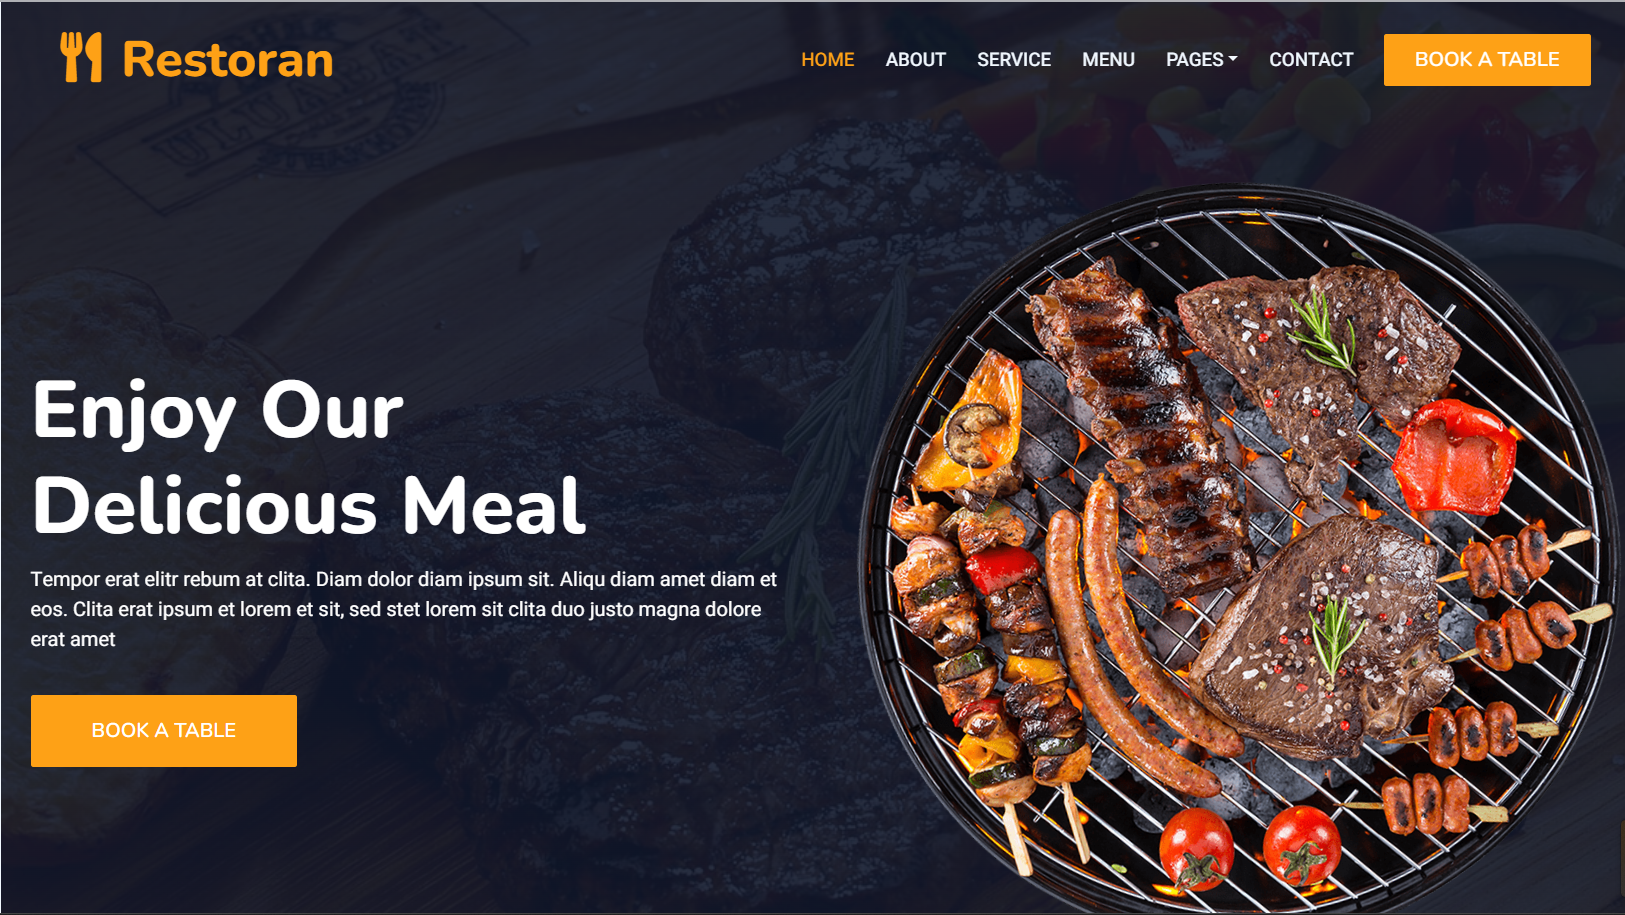 Restoran
HOME ABOUT SERVICE MENU PAGES CONTACT BOOK A TABLE
Enjoy Our
Delicious Meal
Tempor erat elitr rebum at clita. Diam dolor diam ipsum sit. Aliqu diam amet diam et
eos. Clita erat ipsum et lorem et sit, sed stet lorem sit clita duo justo magna dolore
erat amet
BOOK A TABLE